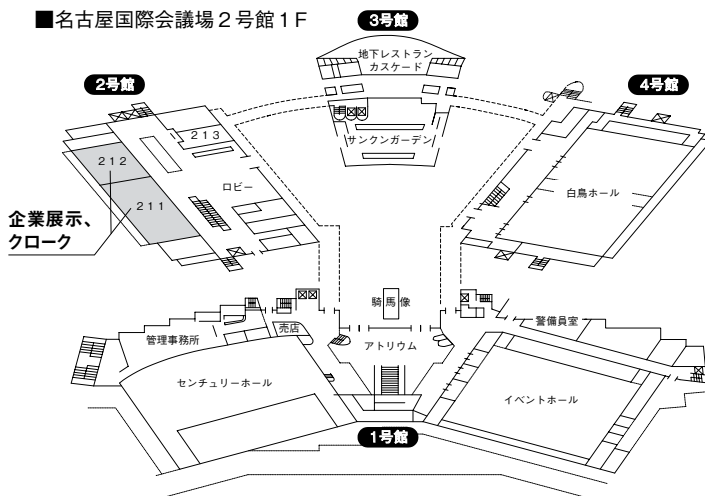 ■名古屋国際会議場2号館1F
3号館
地下レストラン
カスケード
2号館
4号館
213
サンクンガーデン
212
ロビー
白鳥ホール
211
企業展示、
クローク
騎馬像
警備員室
売店
管理事務所
アトリウム
センチュリーホール
イベントホール
1号館